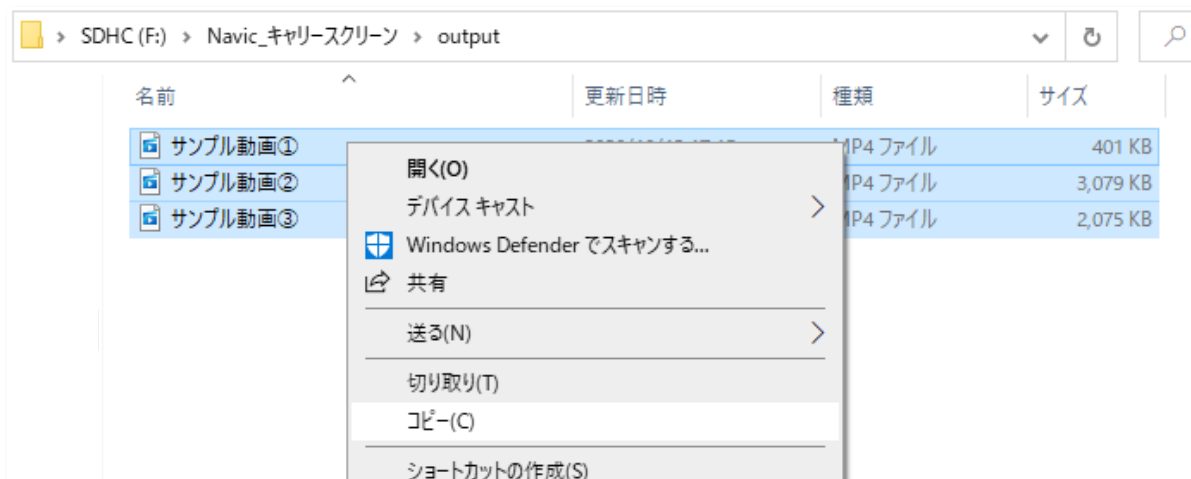 SDHC (F:) › Navic_キャリースクリーン › output
名前 更新日時 種類 サイズ
サンプル動画① MP4 ファイル 401 KB
サンプル動画② MP4 ファイル 3,079 KB
サンプル動画③ MP4 ファイル 2,075 KB
開く(O)
デバイス キャスト
Windows Defender でスキャンする...
共有
送る(N)
切り取り(T)
コピー(C)
ショートカットの作成(S)